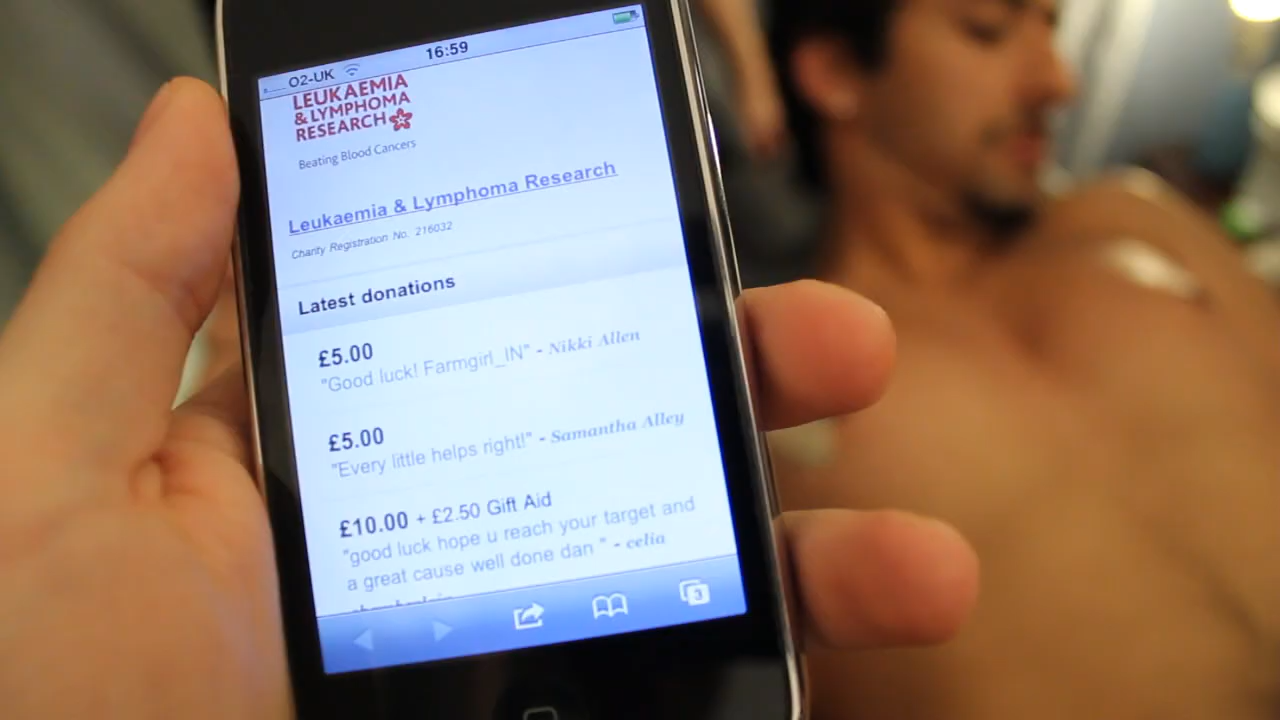 O2-UK
16:59
LEUKAEMIA
& LYMPHOMA
RESEARCH
Beating Blood Cancers
Leukaemia & Lymphoma Research
Charity Registration No. 216032
Latest donations
£5.00
"Good luck! Farmgirl_IN" - Nikki Allen
£5.00
"Every little helps right!" - Samantha Alley
£10.00 + £2.50 Gift Aid
"good luck hope u reach your target and
a great cause well done dan " - celia
3